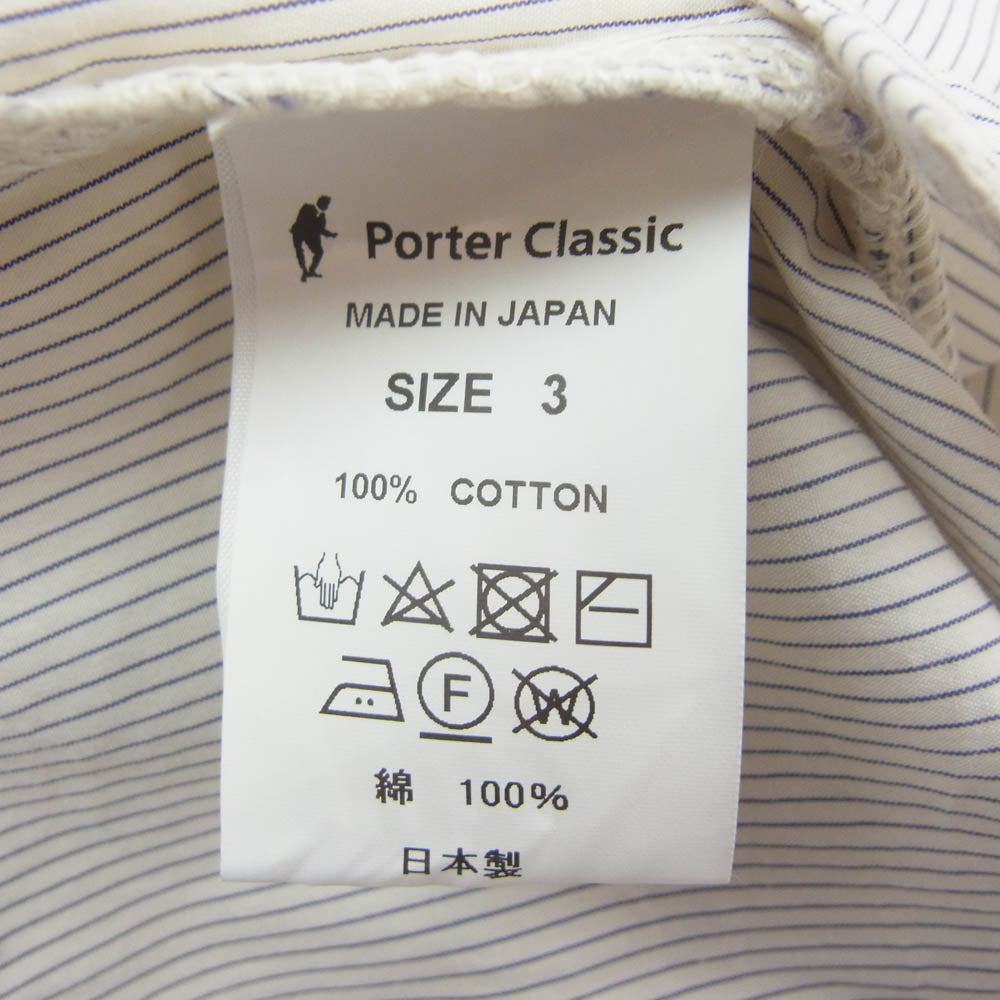 Porter Classic
MADE IN JAPAN
SIZE 3
100% COTTON
F W
綿 100%
日本製